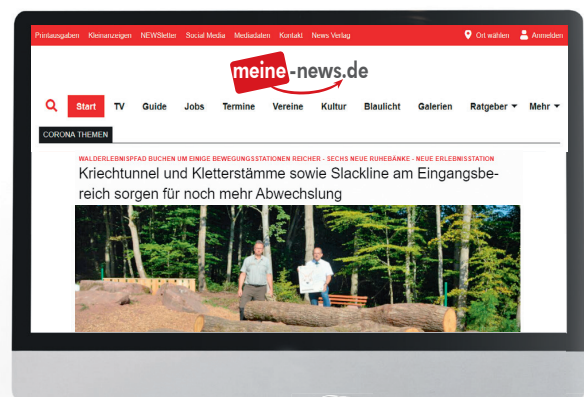 Printausgaben Kleinanzeigen NEWSletter Social Media Mediadaten Kontakt News Verlag Ort wählen Anmelden
meine-news.de
Start TV Guide Jobs Termine Vereine Kultur Blaulicht Galerien Ratgeber Mehr
CORONA THEMEN
WALDERLEBNISPFAD BUCHEN UM EINIGE BEWEGUNGSSTATIONEN REICHER - SECHS NEUE RUHEBÄNKE - NEUE ERLEBNISSTATION
Kriechtunnel und Kletterstämme sowie Slackline am Eingangsbe-
reich sorgen für noch mehr Abwechslung